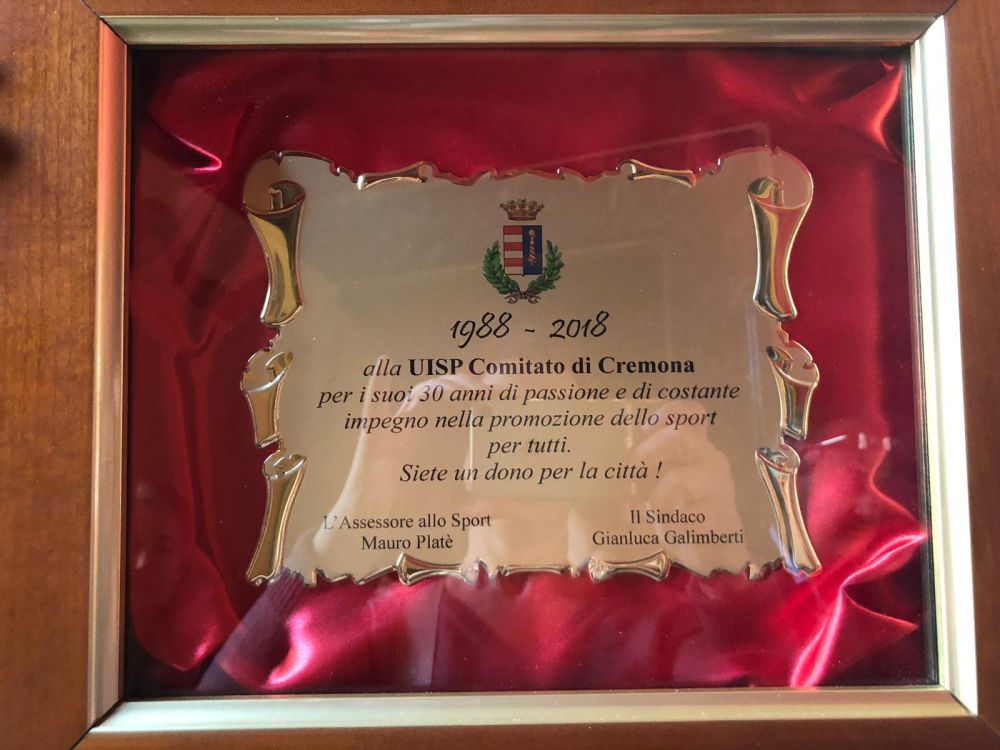 1988 - 2018
alla UISP Comitato di Cremona
per i suoi 30 anni di passione e di costante
impegno nella promozione dello sport
per tutti.
Siete un dono per la città !
L'Assessore allo Sport
Mauro Platè
Il Sindaco
Gianluca Galimberti